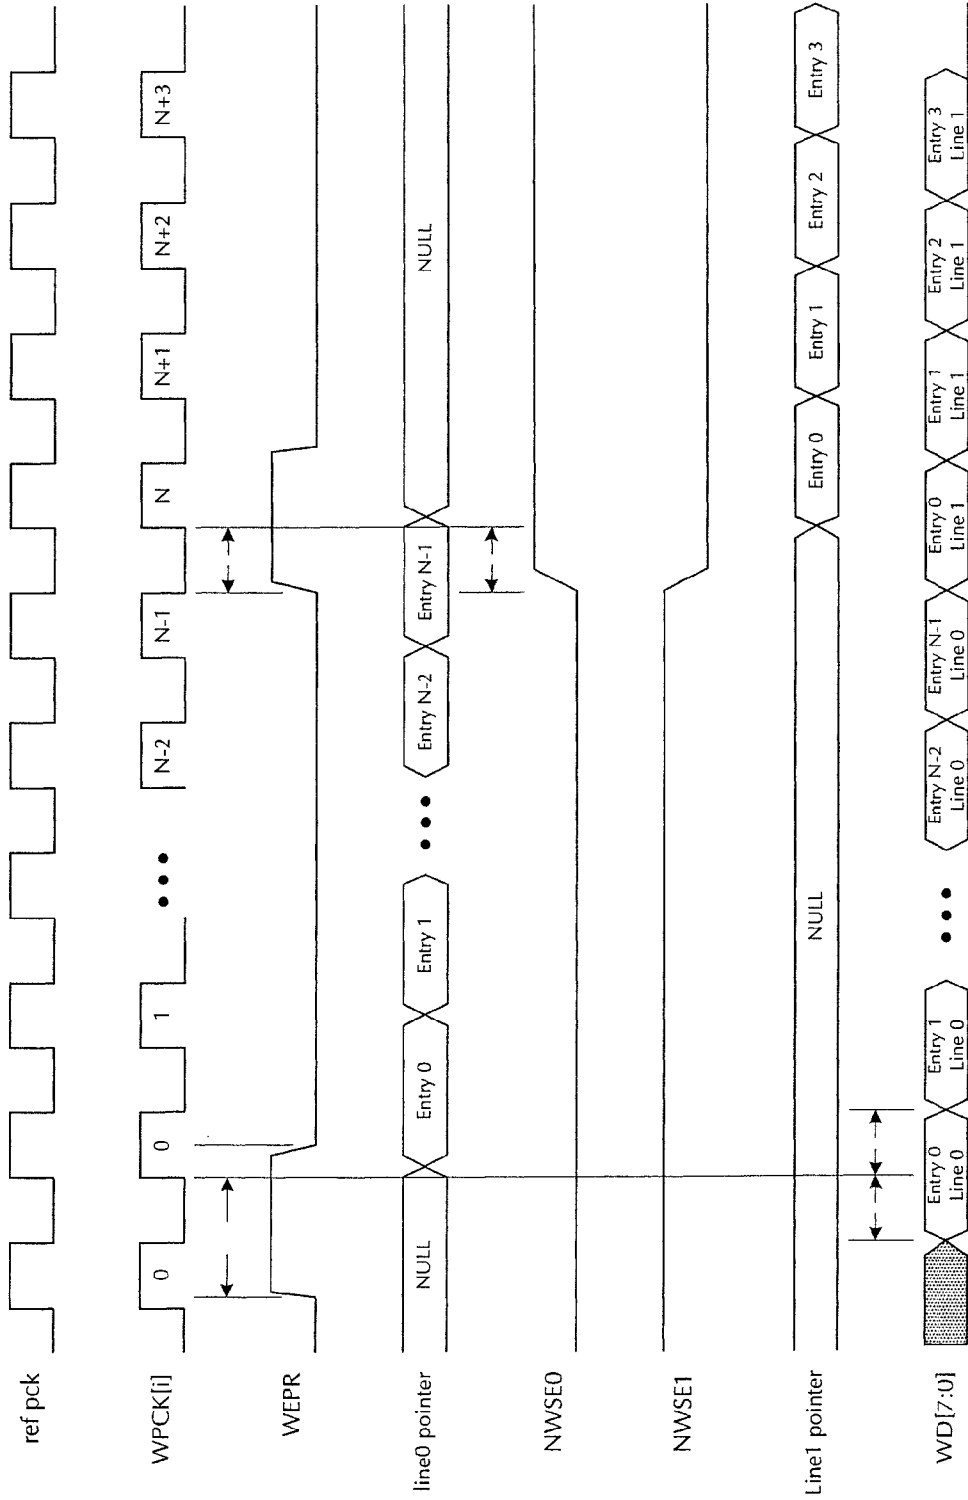 ref pck
WPCK[i]
0
0
1
N-2
N-1
N
N+1
N+2
N+3
WEPR
line0 pointer
NULL
Entry 0
Entry 1
Entry N-2
Entry N-1
NULL
NWSE0
NWSE1
Line1 pointer
NULL
Entry 0
Entry 1
Entry 2
Entry 3
WD[7:0]
Entry 0
Line 0
Entry 1
Line 0
Entry N-2
Line 0
Entry N-1
Line 0
Entry 0
Line 1
Entry 1
Line 1
Entry 2
Line 1
Entry 3
Line 1